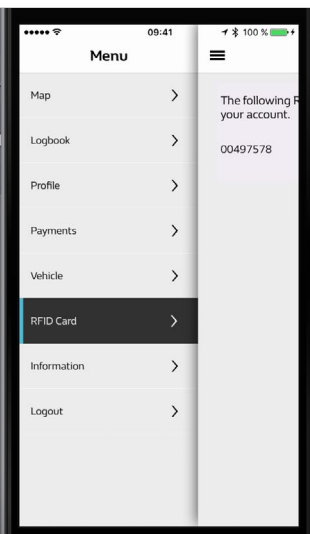 09:41
100 %
Menu
Map
The following
your account.
Logbook
00497578
Profile
Payments
Vehicle
RFID Card
Information
Logout